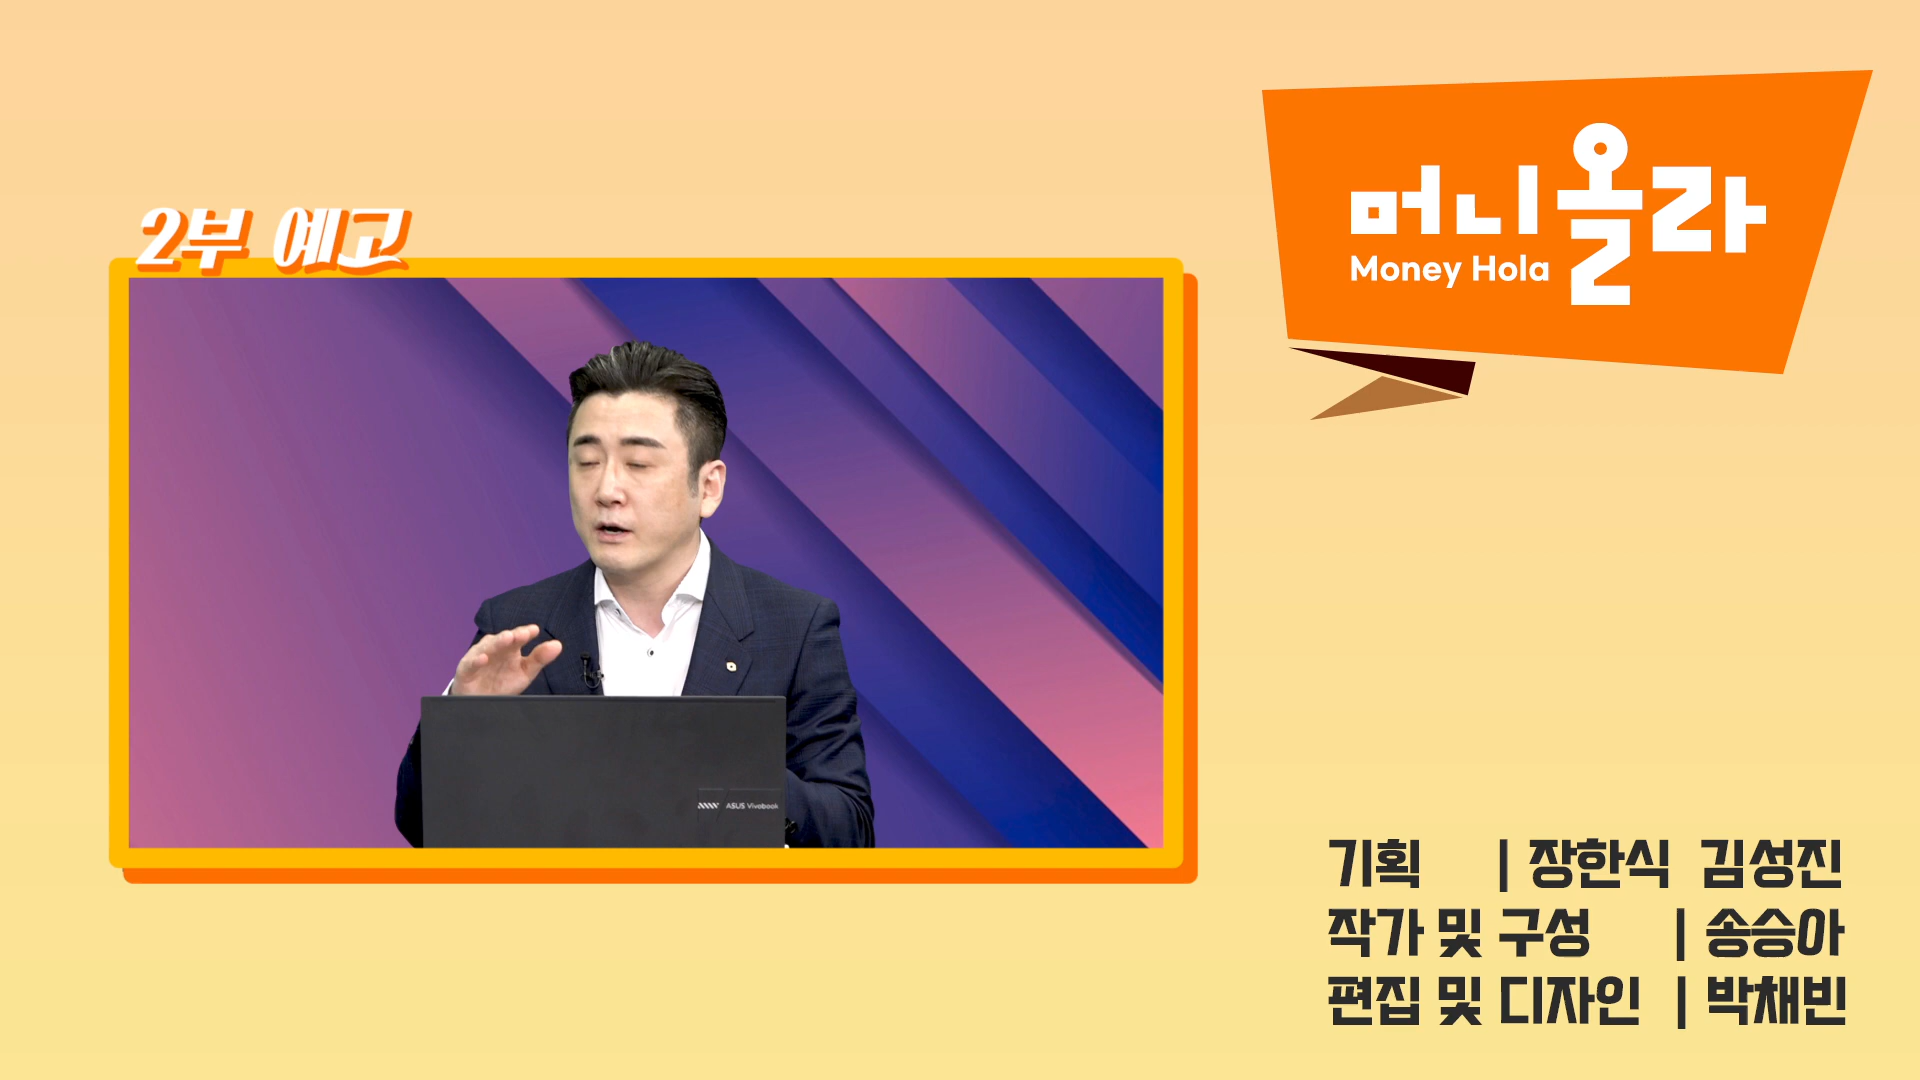 2부 예고
머니올라
Money Hola
ASUS Vivobook
기획 | 장한식 김성진
작가 및 구성 | 송승아
편집 및 디자인 | 박채빈